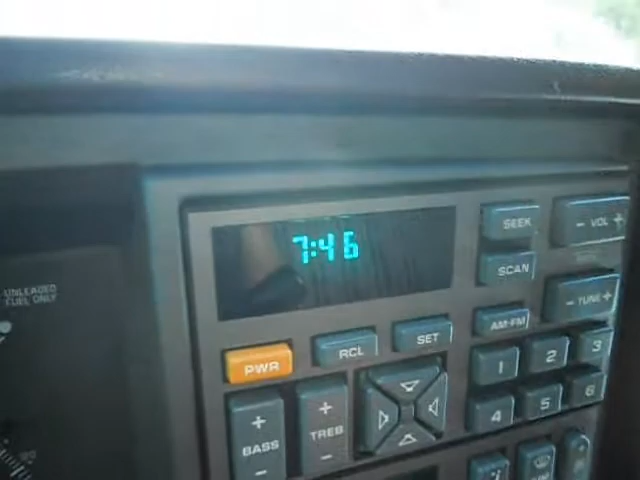 UNLEADED
FUEL ONLY
7:46
SEEK
- VOL +
SCAN
- TUNE +
AM-FM
PWR
RCL
SET
1 2 3
4 5 6
+
BASS
-
+
TREB
-